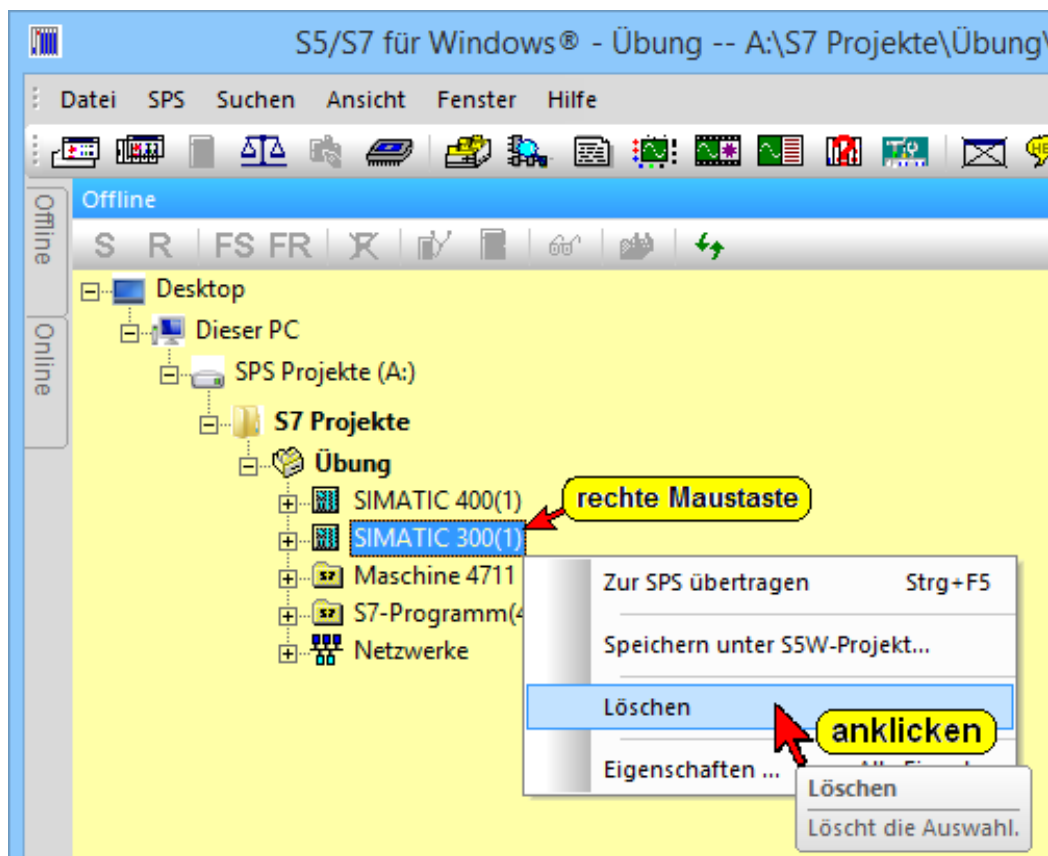 S5/S7 für Windows® - Übung -- A:\S7 Projekte\Übung\
Datei SPS Suchen Ansicht Fenster Hilfe
Offline
Offline
Online
S R FS FR
Desktop
Dieser PC
SPS Projekte (A:)
S7 Projekte
Übung
SIMATIC 400(1)
rechte Maustaste
SIMATIC 300(1)
Maschine 4711
S7-Programm(4
Netzwerke
Zur SPS übertragen Strg+F5
Speichern unter S5W-Projekt...
Löschen
anklicken
Eigenschaften ...
Löschen
Löscht die Auswahl.